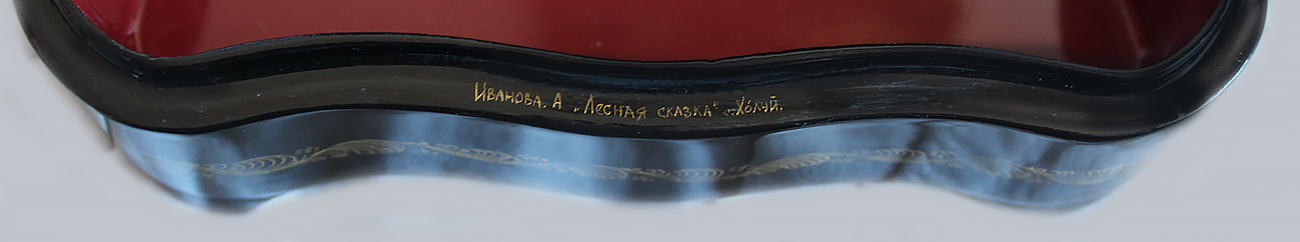 Иванова. А „Лесная сказка" с. Холуй.